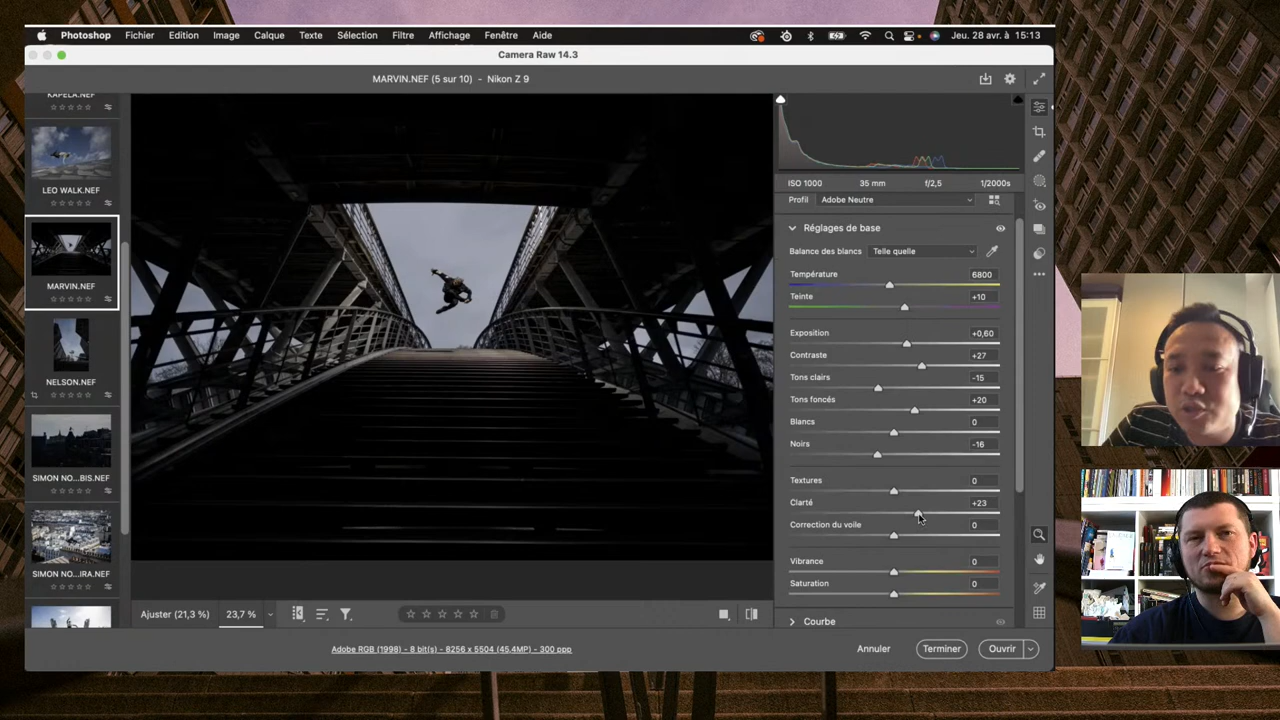 Photoshop Fichier Edition Image Calque Texte Sélection Filtre Affichage Fenêtre Aide Jeu. 28 avr. à 15:13
Camera Raw 14.3
MARVIN.NEF (5 sur 10) - Nikon Z 9
KAPELA.NEF
LEO WALK.NEF
MARVIN.NEF
NELSON.NEF
SIMON NO...BIS.NEF
SIMON NO...IRA.NEF
ISO 1000 35 mm f/2,5 1/2000s
Profil Adobe Neutre
Réglages de base
Balance des blancs Telle quelle
Température 6800
Teinte +10
Exposition +0,60
Contraste +27
Tons clairs -15
Tons foncés +20
Blancs 0
Noirs -16
Textures 0
Clarté +23
Correction du voile 0
Vibrance 0
Saturation 0
Courbe
Ajuster (21,3 %) 23,7 %
Adobe RGB (1998) - 8 bit(s) - 8256 x 5504 (45,4MP) - 300 ppp
Annuler Terminer Ouvrir